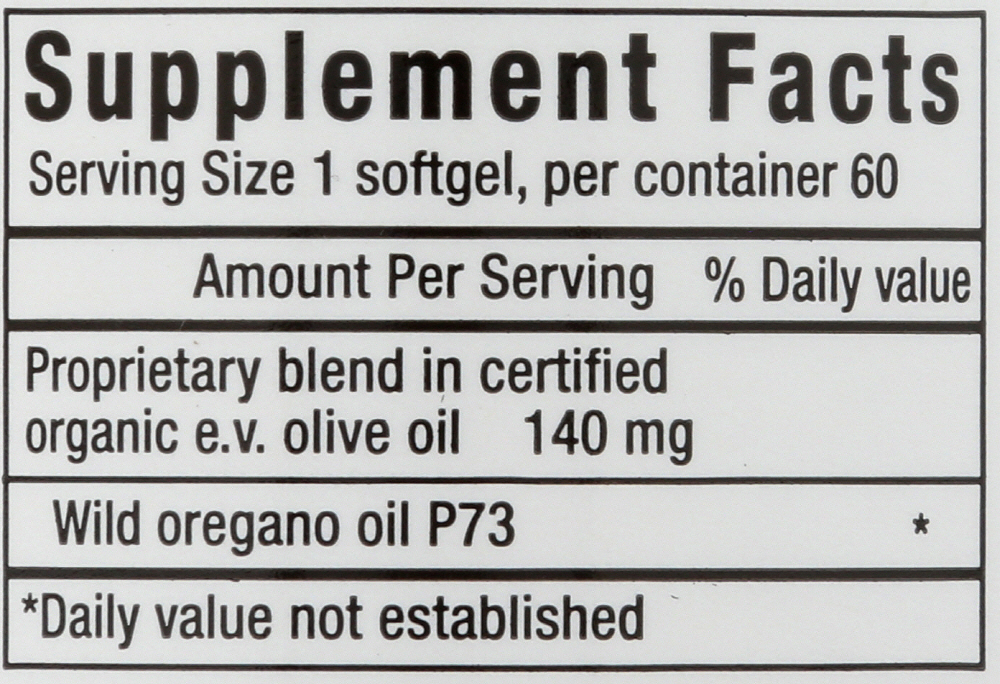 Supplement Facts
Serving Size 1 softgel, per container 60
Amount Per Serving % Daily value
Proprietary blend in certified
organic e.v. olive oil 140 mg
Wild oregano oil P73 *
*Daily value not established